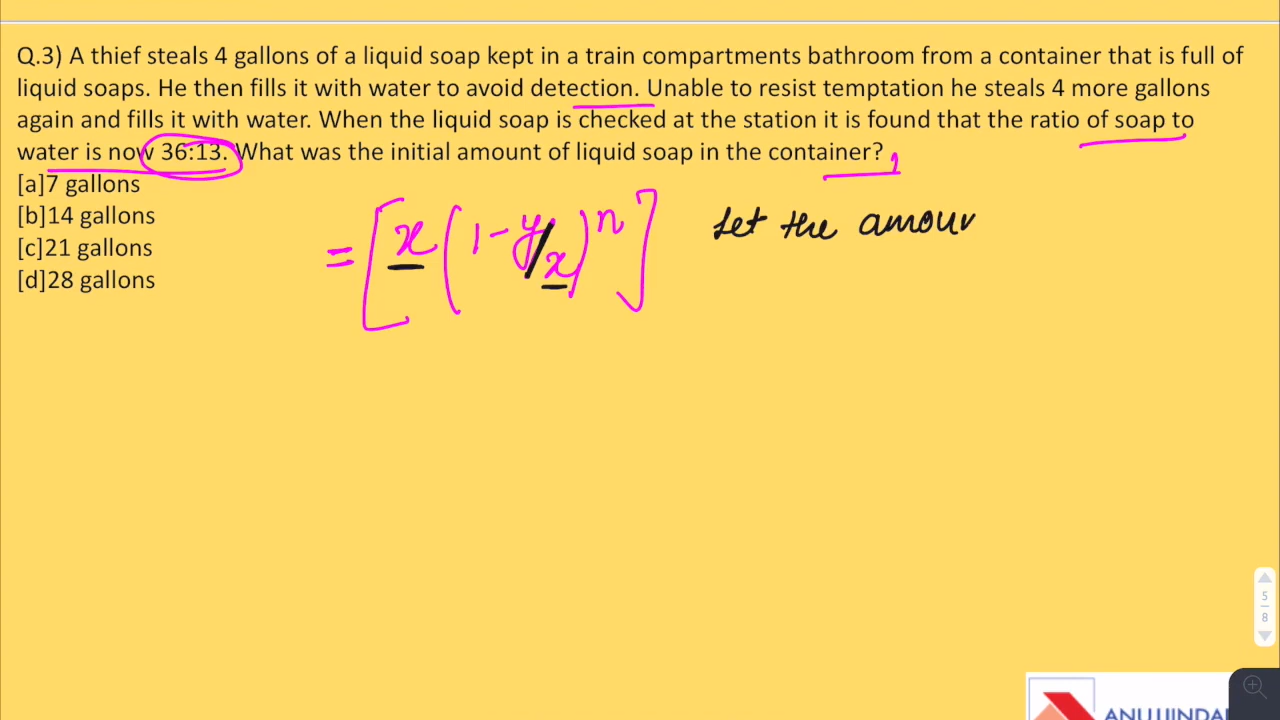 Q.3) A thief steals 4 gallons of a liquid soap kept in a train compartments bathroom from a container that is full of
liquid soaps. He then fills it with water to avoid detection. Unable to resist temptation he steals 4 more gallons
again and fills it with water. When the liquid soap is checked at the station it is found that the ratio of soap to
water is now 36:13. What was the initial amount of liquid soap in the container?
[a]7 gallons
[b]14 gallons
[c]21 gallons
[d]28 gallons
= [x(1-y/x)^n]
Let the amour
5
8
ANUJJINDAL